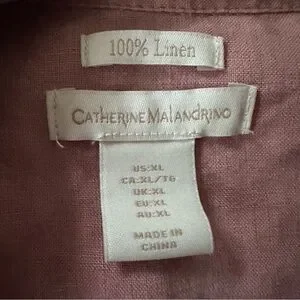 100% Linen
CATHERINE MALANDRINO
US:XL
CA:XL/TG
UK:XL
EU:XL
AU:XL
MADE IN
CHINA